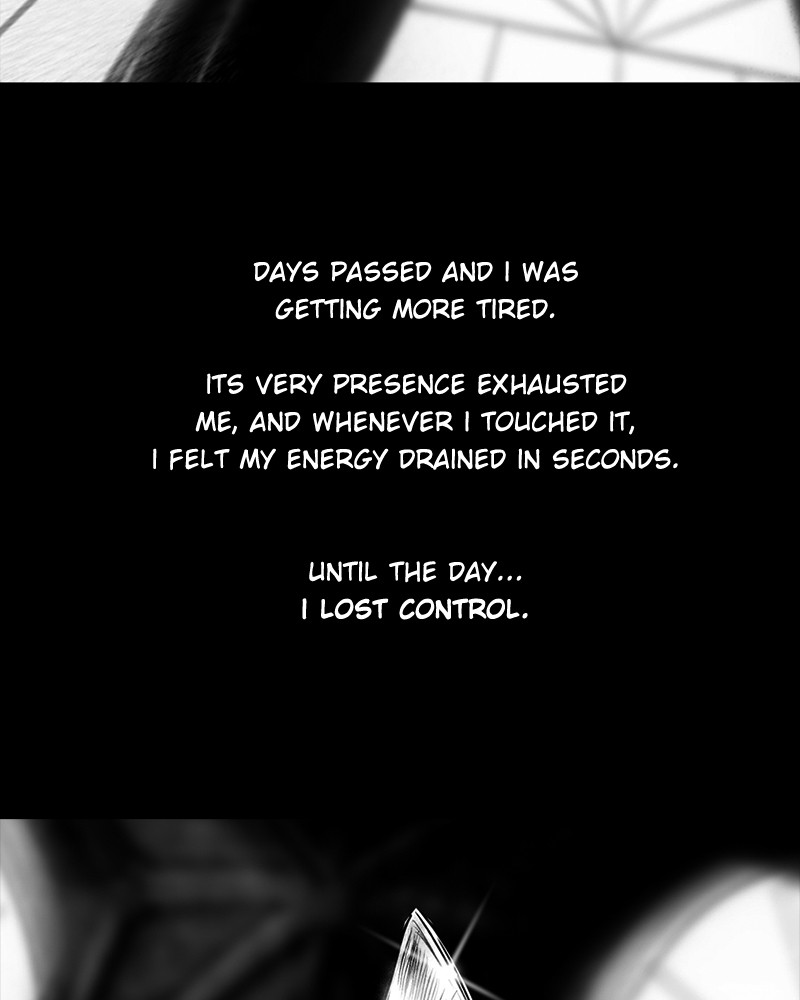 DAYS PASSED AND I WAS
GETTING MORE TIRED.
ITS VERY PRESENCE EXHAUSTED
ME, AND WHENEVER I TOUCHED IT,
I FELT MY ENERGY DRAINED IN SECONDS.
UNTIL THE DAY...
I LOST CONTROL.